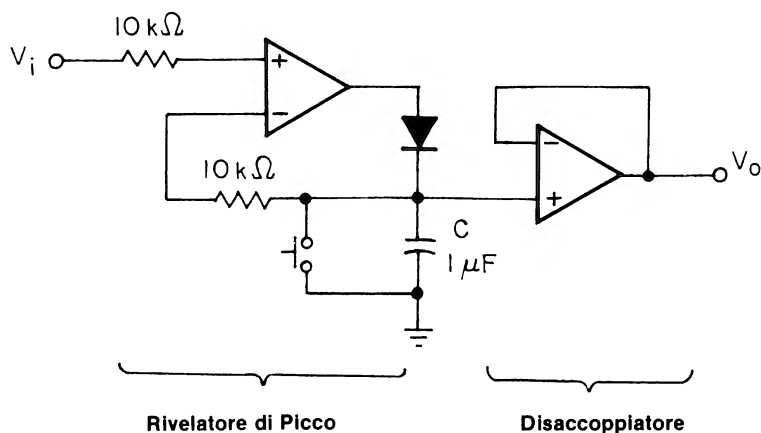 10 kΩ
Vi
+
−
10 kΩ
−
+
Vo
C
1 μF
Rivelatore di Picco
Disaccoppiatore